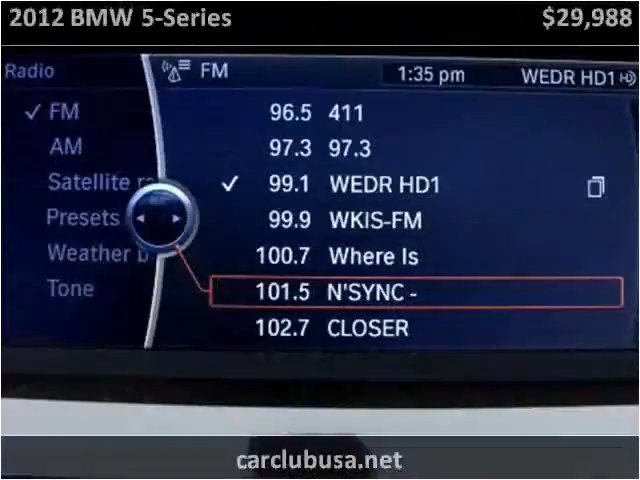 2012 BMW 5-Series $29,988
Radio FM 1:35 pm WEDR HD1
✓ FM
AM
Satellite r
Presets
Weather b
Tone
96.5 411
97.3 97.3
✓ 99.1 WEDR HD1
99.9 WKIS-FM
100.7 Where Is
101.5 N'SYNC -
102.7 CLOSER
carclubusa.net